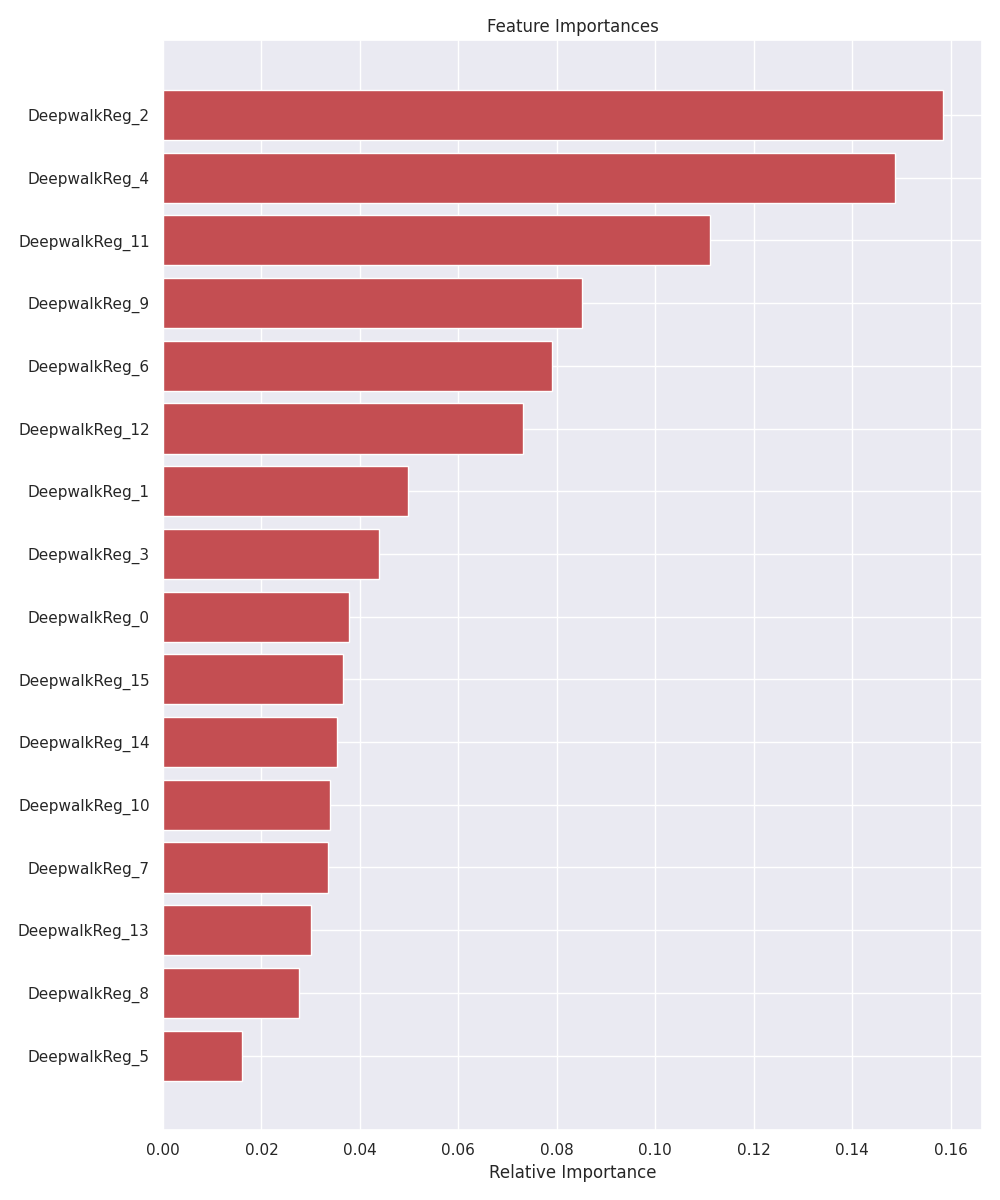 Feature Importances
DeepwalkReg_2
DeepwalkReg_4
DeepwalkReg_11
DeepwalkReg_9
DeepwalkReg_6
DeepwalkReg_12
DeepwalkReg_1
DeepwalkReg_3
DeepwalkReg_0
DeepwalkReg_15
DeepwalkReg_14
DeepwalkReg_10
DeepwalkReg_7
DeepwalkReg_13
DeepwalkReg_8
DeepwalkReg_5
0.00 0.02 0.04 0.06 0.08 0.10 0.12 0.14 0.16
Relative Importance